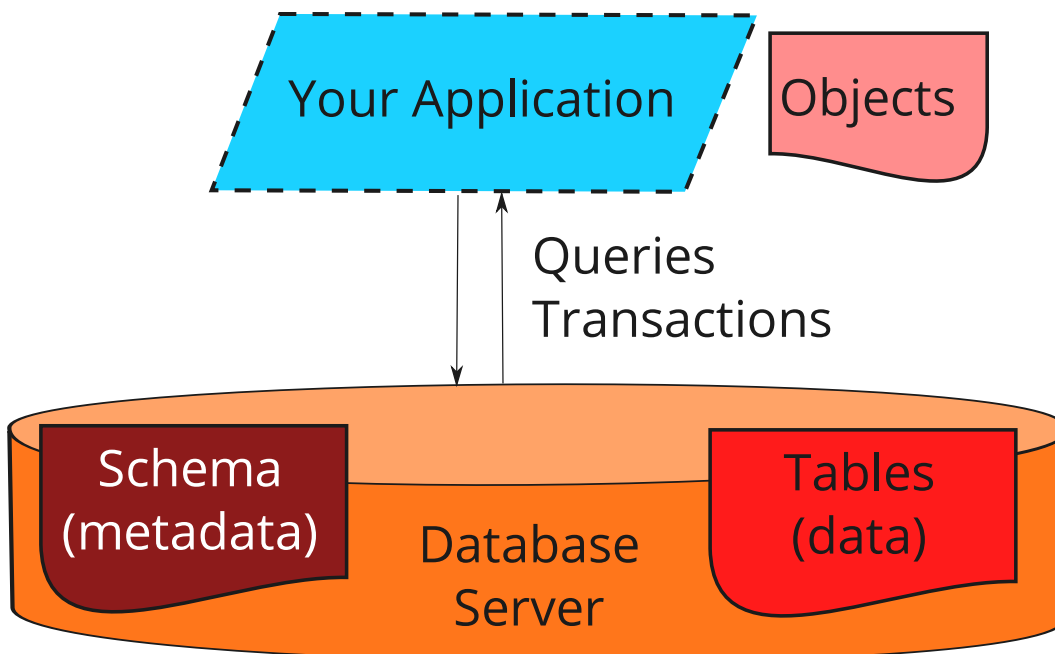 Your Application
Objects
Queries
Transactions
Schema
(metadata)
Tables
(data)
Database
Server